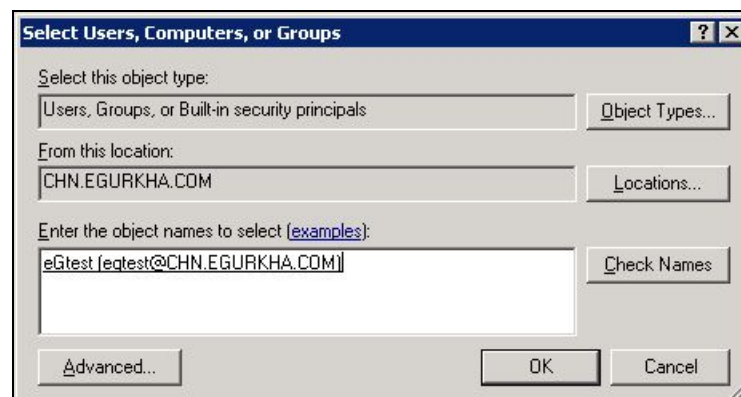 Select Users, Computers, or Groups
Select this object type:
Users, Groups, or Built-in security principals
Object Types...
From this location:
CHN.EGURKHA.COM
Locations...
Enter the object names to select (examples):
eGtest (eqtest@CHN.EGURKHA.COM)
Check Names
Advanced...
OK
Cancel